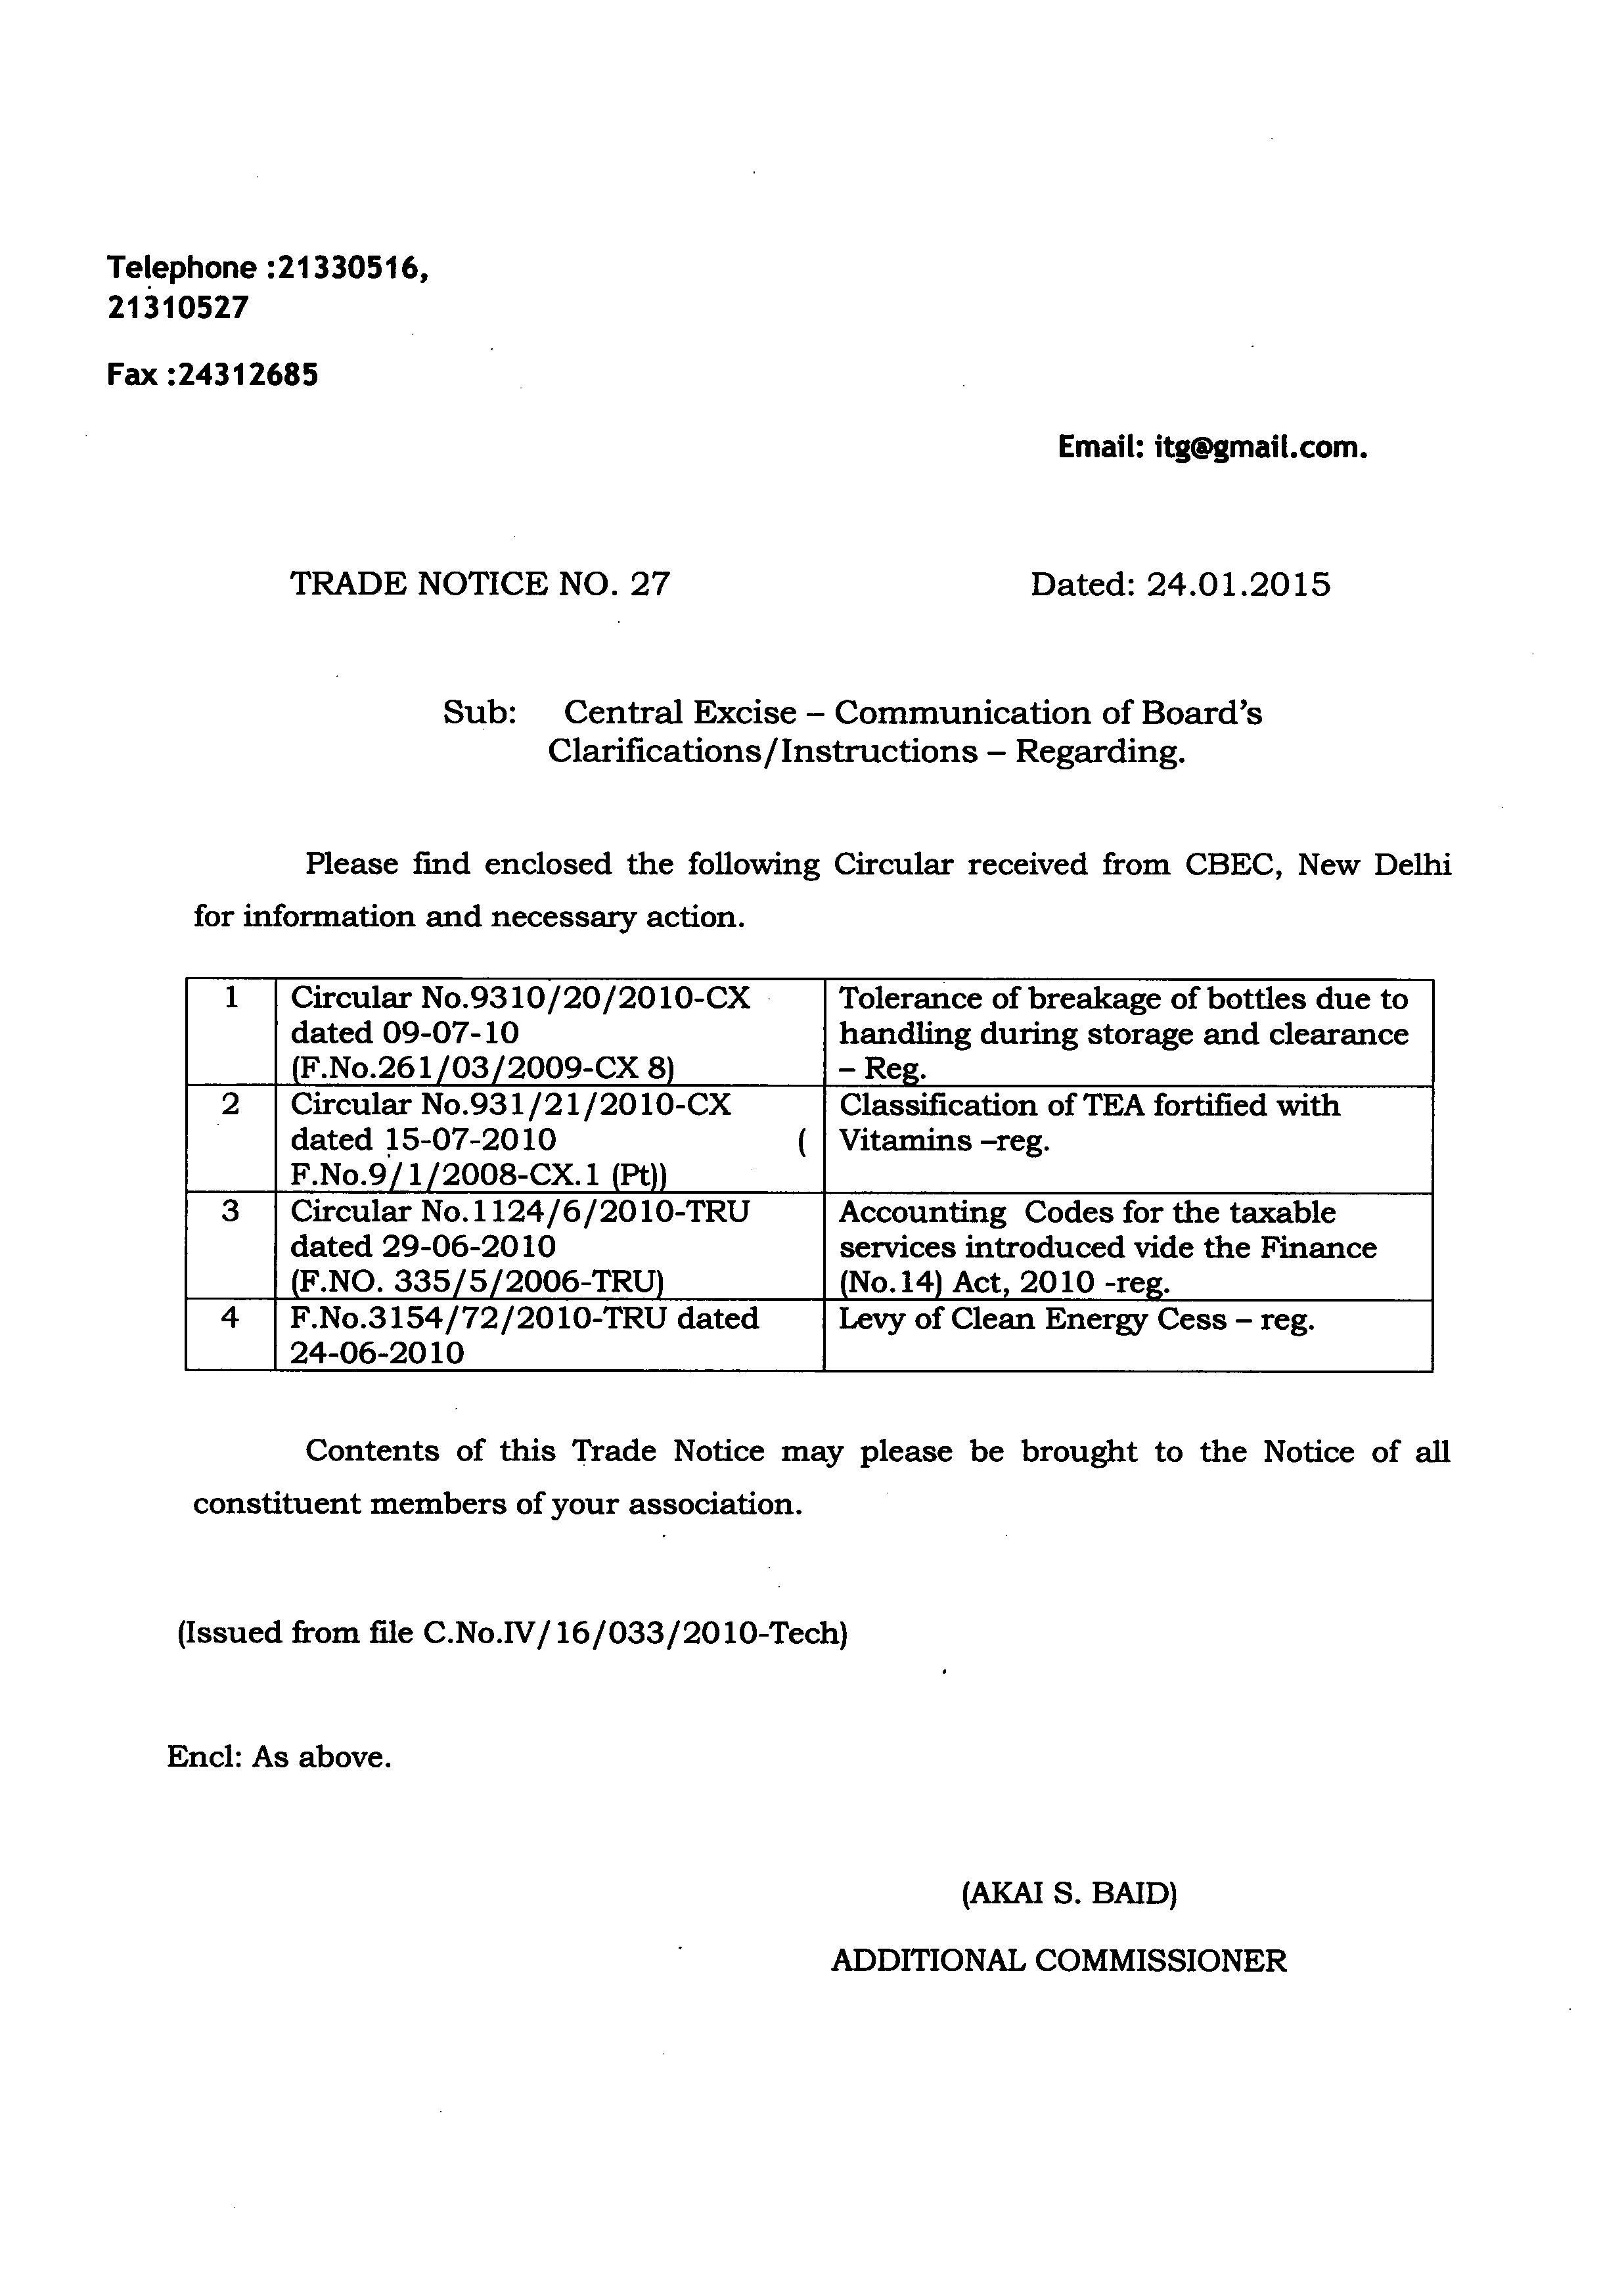 Telephone :21330516,
21310527
Fax :24312685
Email: itg@gmail.com.
TRADE NOTICE NO. 27 Dated: 24.01.2015
Sub: Central Excise – Communication of Board's
Clarifications/Instructions – Regarding.
Please find enclosed the following Circular received from CBEC, New Delhi
for information and necessary action.
1 Circular No.9310/20/2010-CX Tolerance of breakage of bottles due to
dated 09-07-10 handling during storage and clearance
(F.No.261/03/2009-CX 8) – Reg.
2 Circular No.931/21/2010-CX Classification of TEA fortified with
dated 15-07-2010 ( Vitamins –reg.
F.No.9/1/2008-CX.1 (Pt))
3 Circular No.1124/6/2010-TRU Accounting Codes for the taxable
dated 29-06-2010 services introduced vide the Finance
(F.NO. 335/5/2006-TRU) (No.14) Act, 2010 -reg.
4 F.No.3154/72/2010-TRU dated Levy of Clean Energy Cess – reg.
24-06-2010
Contents of this Trade Notice may please be brought to the Notice of all
constituent members of your association.
(Issued from file C.No.IV/16/033/2010-Tech)
Encl: As above.
(AKAI S. BAID)
ADDITIONAL COMMISSIONER